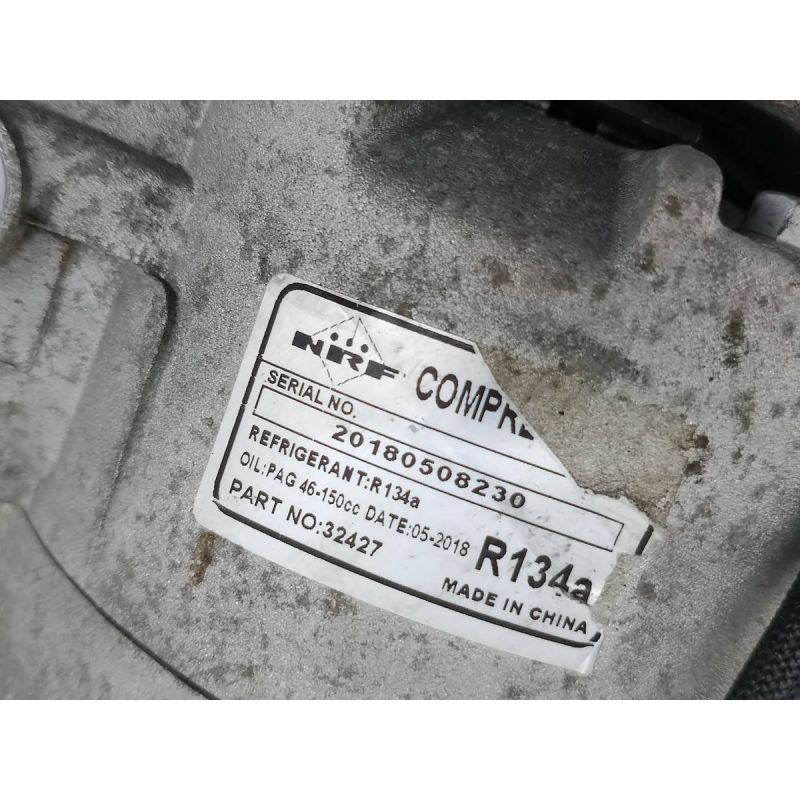 NRF COMPRE
SERIAL NO.
20180508230
REFRIGERANT:R134a
OIL:PAG 46-150cc DATE:05-2018
PART NO:32427
R134a
MADE IN CHINA